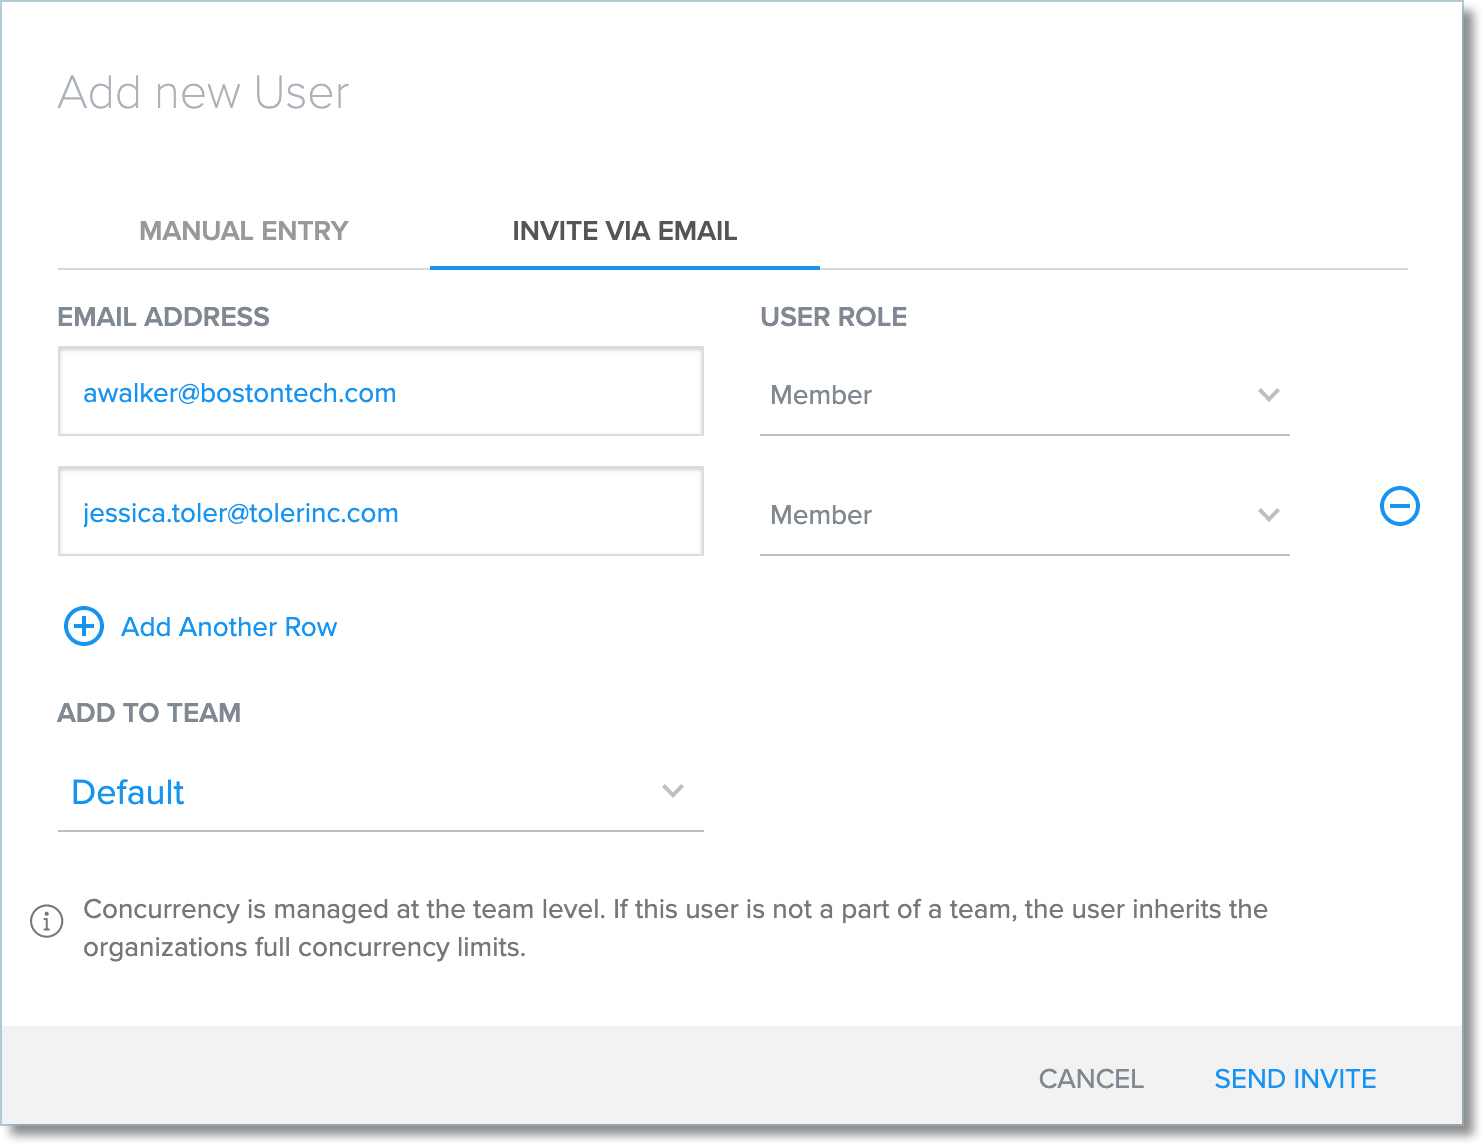 Add new User
MANUAL ENTRY
INVITE VIA EMAIL
EMAIL ADDRESS
USER ROLE
awalker@bostontech.com
Member
jessica.toler@tolerinc.com
Member
Add Another Row
ADD TO TEAM
Default
Concurrency is managed at the team level. If this user is not a part of a team, the user inherits the
organizations full concurrency limits.
CANCEL
SEND INVITE